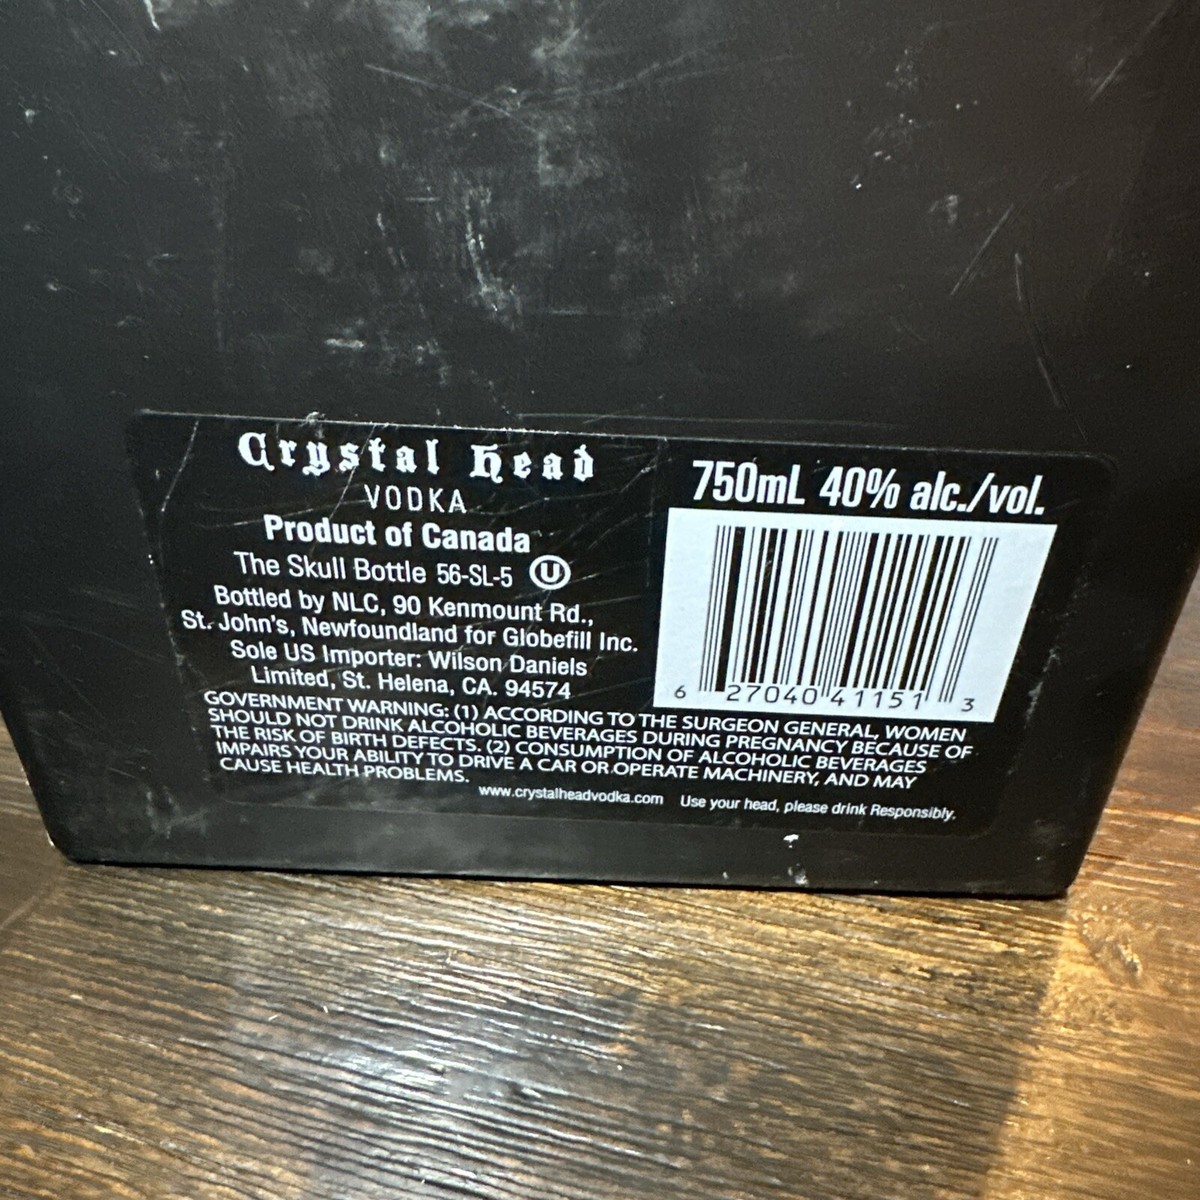 Crystal Head
VODKA
Product of Canada
The Skull Bottle 56-SL-5 U
Bottled by NLC, 90 Kenmount Rd.,
St. John's, Newfoundland for Globefill Inc.
Sole US Importer: Wilson Daniels
Limited, St. Helena, CA. 94574
750mL 40% alc./vol.
6 27040 41151 3
GOVERNMENT WARNING: (1) ACCORDING TO THE SURGEON GENERAL, WOMEN
SHOULD NOT DRINK ALCOHOLIC BEVERAGES DURING PREGNANCY BECAUSE OF
THE RISK OF BIRTH DEFECTS. (2) CONSUMPTION OF ALCOHOLIC BEVERAGES
IMPAIRS YOUR ABILITY TO DRIVE A CAR OR OPERATE MACHINERY, AND MAY
CAUSE HEALTH PROBLEMS.
www.crystalheadvodka.com Use your head, please drink Responsibly.